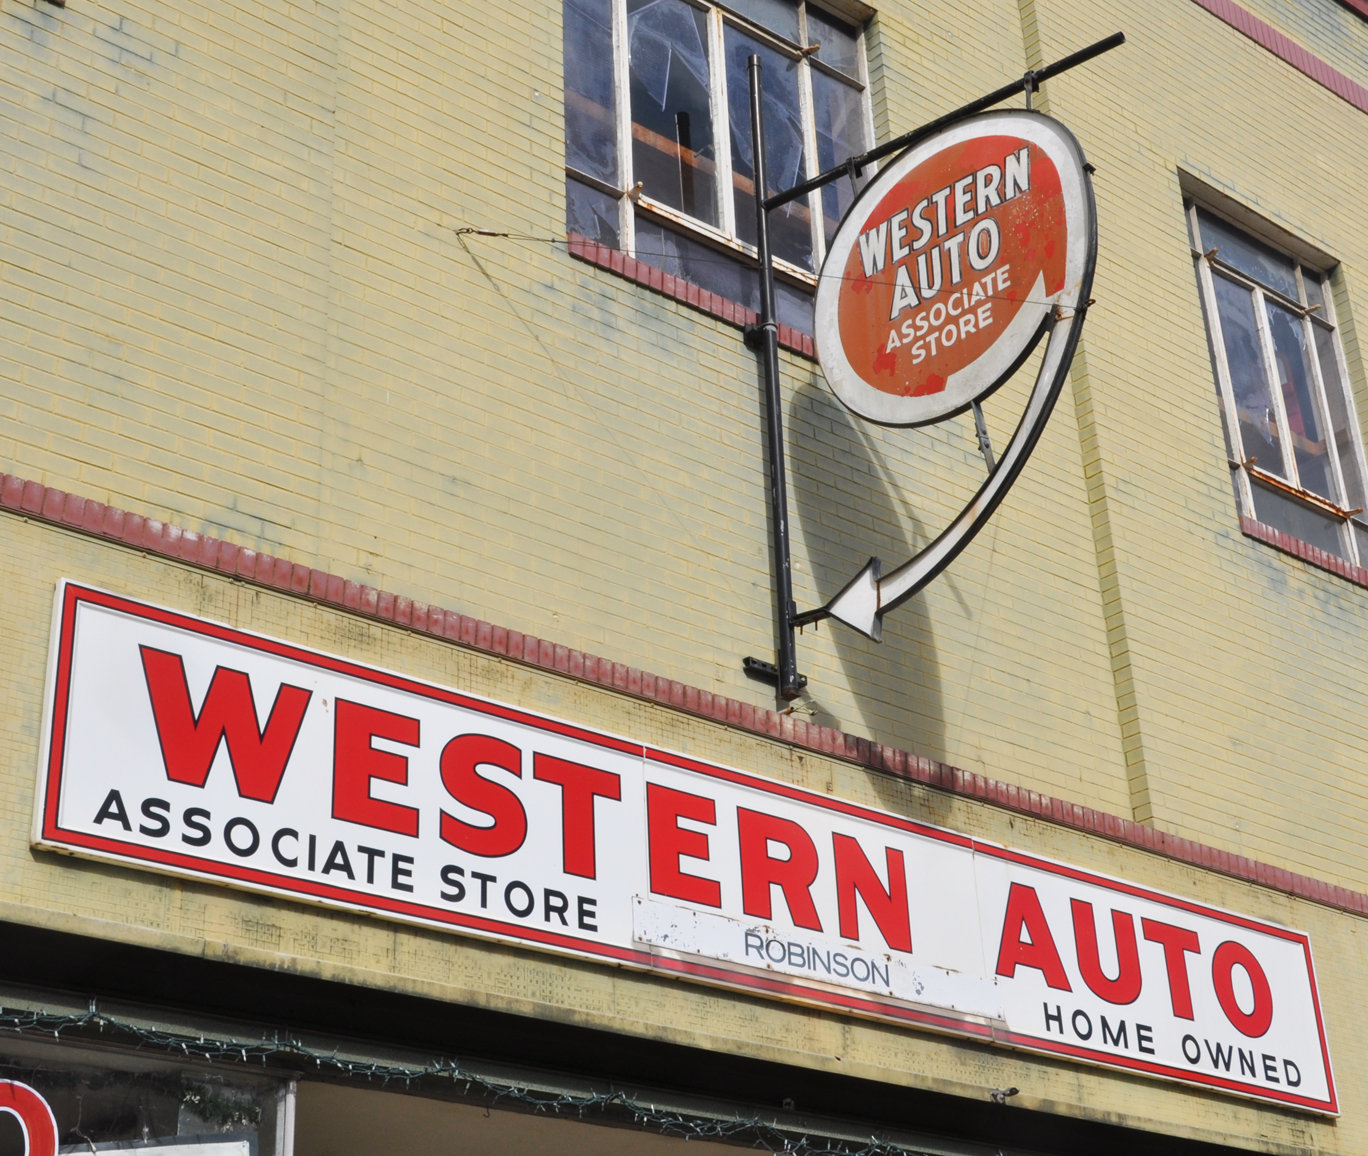 WESTERN
AUTO
ASSOCIATE
STORE
WESTERN AUTO
ASSOCIATE STORE
ROBINSON
HOME OWNED